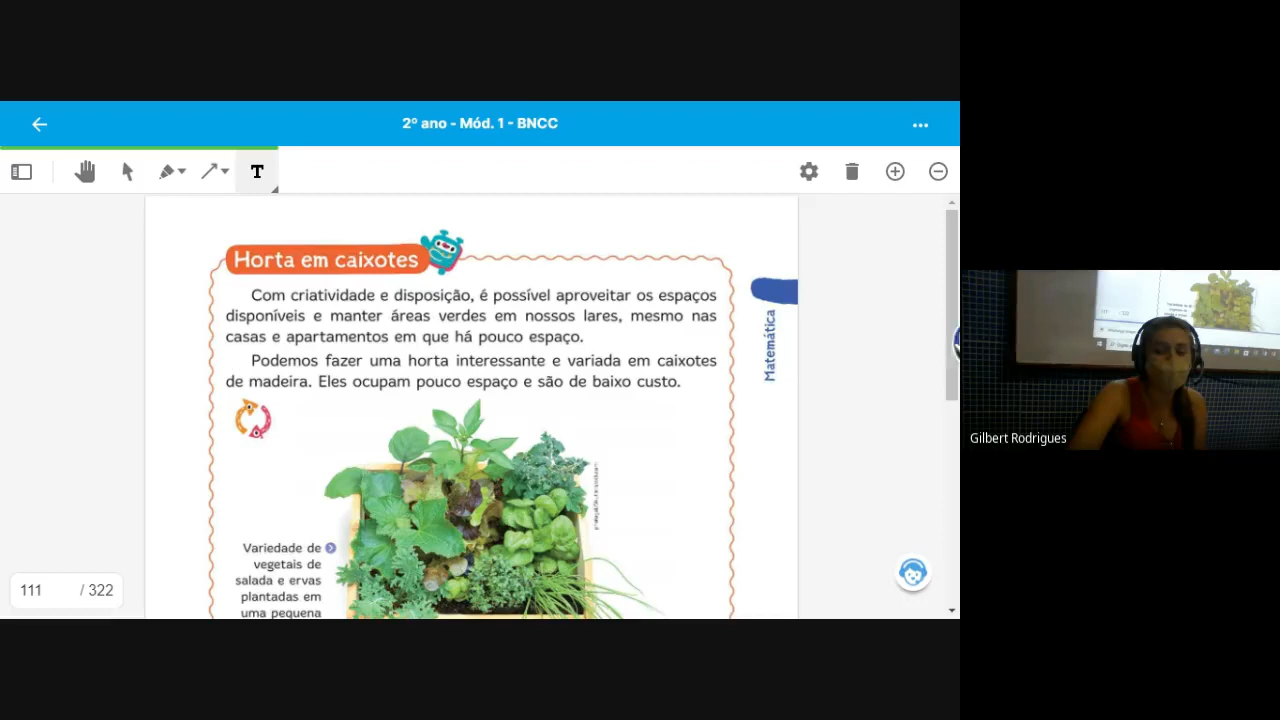 2º ano - Mód. 1 - BNCC
T
Horta em caixotes
Com criatividade e disposição, é possível aproveitar os espaços
disponíveis e manter áreas verdes em nossos lares, mesmo nas
casas e apartamentos em que há pouco espaço.
Podemos fazer uma horta interessante e variada em caixotes
de madeira. Eles ocupam pouco espaço e são de baixo custo.
Matemática
Variedade de
vegetais de
salada e ervas
plantadas em
uma pequena
111 / 322
Gilbert Rodrigues